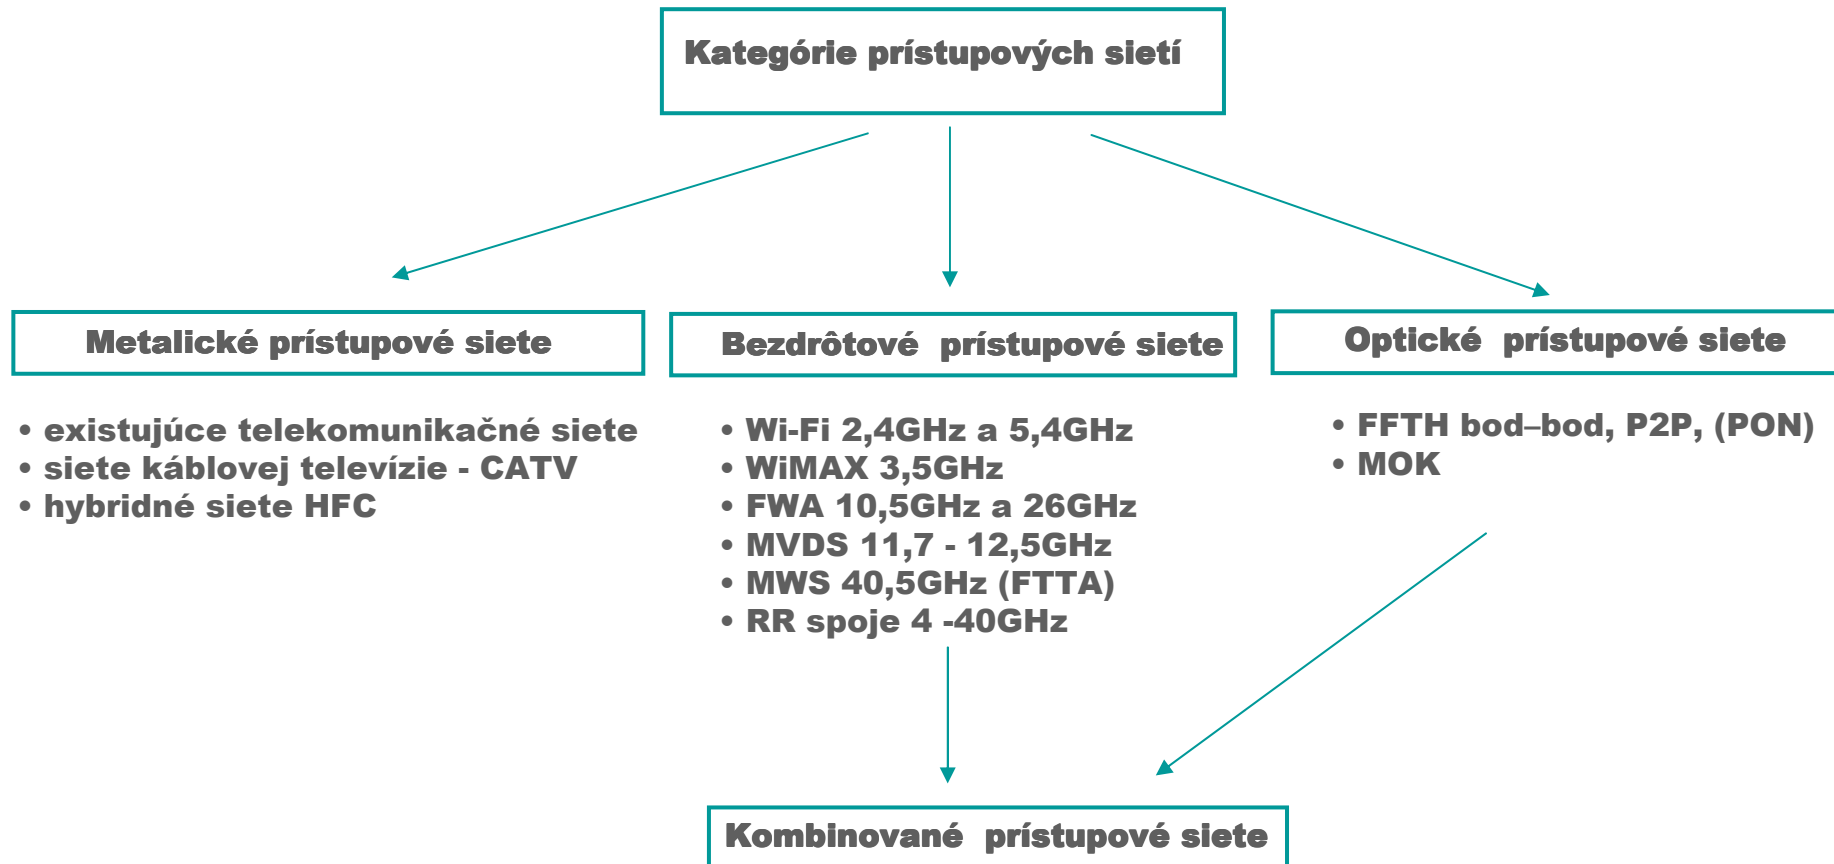 Kategórie prístupových sietí
Metalické prístupové siete
• existujúce telekomunikačné siete
• siete káblovej televízie - CATV
• hybridné siete HFC
Bezdrôtové prístupové siete
• Wi-Fi 2,4GHz a 5,4GHz
• WiMAX 3,5GHz
• FWA 10,5GHz a 26GHz
• MVDS 11,7 - 12,5GHz
• MWS 40,5GHz (FTTA)
• RR spoje 4 -40GHz
Optické prístupové siete
• FFTH bod–bod, P2P, (PON)
• MOK
Kombinované prístupové siete